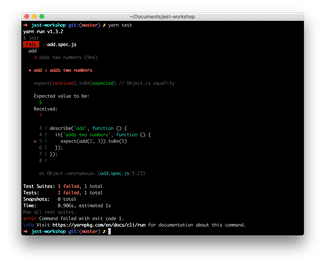 ~/Documents/jest-workshop
➜ jest-workshop git:(master) ✗ yarn test
yarn run v1.3.2
$ jest
FAIL ./add.spec.js
add
✕ adds two numbers (9ms)
● add › adds two numbers
expect(received).toBe(expected) // Object.is equality
Expected value to be:
5
Received:
3 | describe('add', function () {
4 | it('adds two numbers', function () {
> 5 | expect(add(2, 3)).toBe(5)
6 | });
7 | });
8 |
at Object.<anonymous> (add.spec.js:5:23)
Test Suites: 1 failed, 1 total
Tests: 1 failed, 1 total
Snapshots: 0 total
Time: 0.906s, estimated 1s
Ran all test suites.
error Command failed with exit code 1.
info Visit https://yarnpkg.com/en/docs/cli/run for documentation about this command.
➜ jest-workshop git:(master) ✗